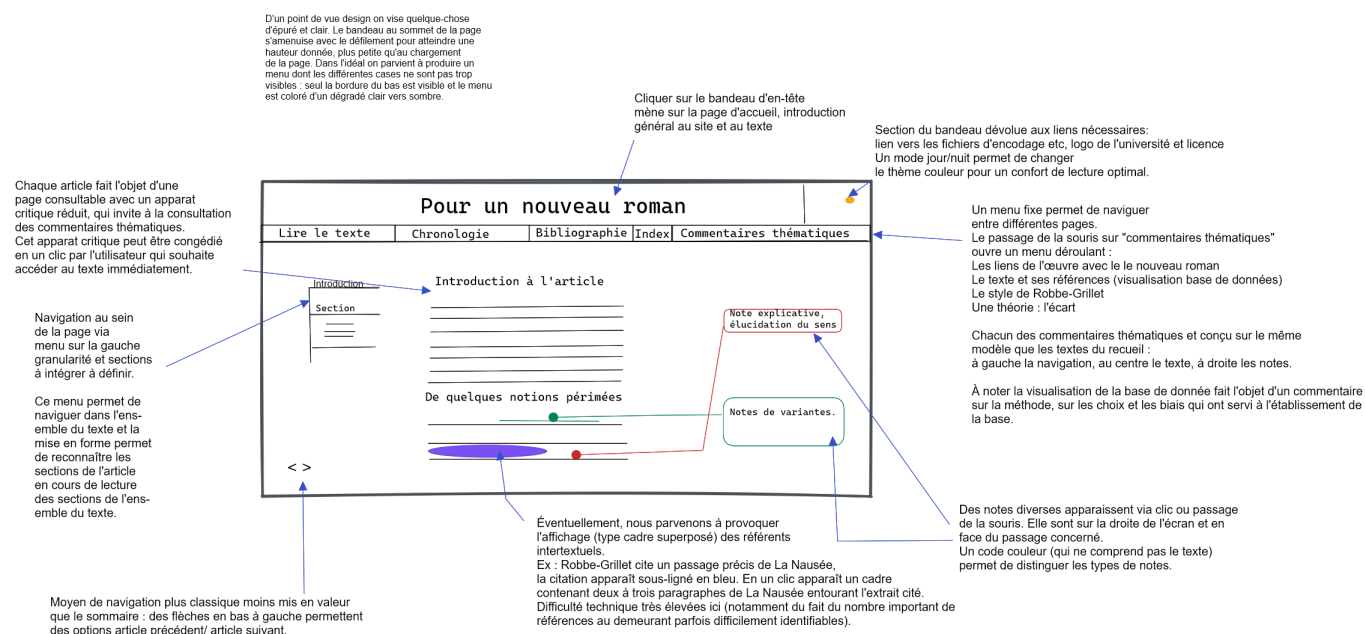 D'un point de vue design on vise quelque-chose
d'épuré et clair. Le bandeau au sommet de la page
s'amenuise avec le défilement pour atteindre une
hauteur donnée, plus petite qu'au chargement
de la page. Dans l'idéal on parvient à produire un
menu dont les différentes cases ne sont pas trop
visibles : seul la bordure du bas est visible et le menu
est coloré d'un dégradé clair vers sombre.
Cliquer sur le bandeau d'en-tête
mène sur la page d'accueil, introduction
général au site et au texte
Section du bandeau dévolue aux liens nécessaires:
lien vers les fichiers d'encodage etc, logo de l'université et licence
Un mode jour/nuit permet de changer
le thème couleur pour un confort de lecture optimal.
Chaque article fait l'objet d'une
page consultable avec un apparat
critique réduit, qui invite à la consultation
des commentaires thématiques.
Cet apparat critique peut être congédié
en un clic par l'utilisateur qui souhaite
accéder au texte immédiatement.
Pour un nouveau roman
Lire le texte
Chronologie
Bibliographie
Index
Commentaires thématiques
Un menu fixe permet de naviguer
entre différentes pages.
Le passage de la souris sur "commentaires thématiques"
ouvre un menu déroulant :
Les liens de l'œuvre avec le le nouveau roman
Le texte et ses références (visualisation base de données)
Le style de Robbe-Grillet
Une théorie : l'écart
Chacun des commentaires thématiques et conçu sur le même
modèle que les textes du recueil :
à gauche la navigation, au centre le texte, à droite les notes.
À noter la visualisation de la base de donnée fait l'objet d'un commentaire
sur la méthode, sur les choix et les biais qui ont servi à l'établissement de
la base.
Introduction
Section
Introduction à l'article
Note explicative,
élucidation du sens
De quelques notions périmées
Notes de variantes.
< >
Navigation au sein
de la page via
menu sur la gauche
granularité et sections
à intégrer à définir.
Ce menu permet de
naviguer dans l'ens-
emble du texte et la
mise en forme permet
de reconnaître les
sections de l'article
en cours de lecture
des sections de l'ens-
emble du texte.
Éventuellement, nous parvenons à provoquer
l'affichage (type cadre superposé) des référents
intertextuels.
Ex : Robbe-Grillet cite un passage précis de La Nausée,
la citation apparaît sous-ligné en bleu. En un clic apparaît un cadre
contenant deux à trois paragraphes de La Nausée entourant l'extrait cité.
Difficulté technique très élevées ici (notamment du fait du nombre important de
références au demeurant parfois difficilement identifiables).
Des notes diverses apparaissent via clic ou passage
de la souris. Elle sont sur la droite de l'écran et en
face du passage concerné.
Un code couleur (qui ne comprend pas le texte)
permet de distinguer les types de notes.
Moyen de navigation plus classique moins mis en valeur
que le sommaire : des flèches en bas à gauche permettent
des options article précédent/ article suivant.